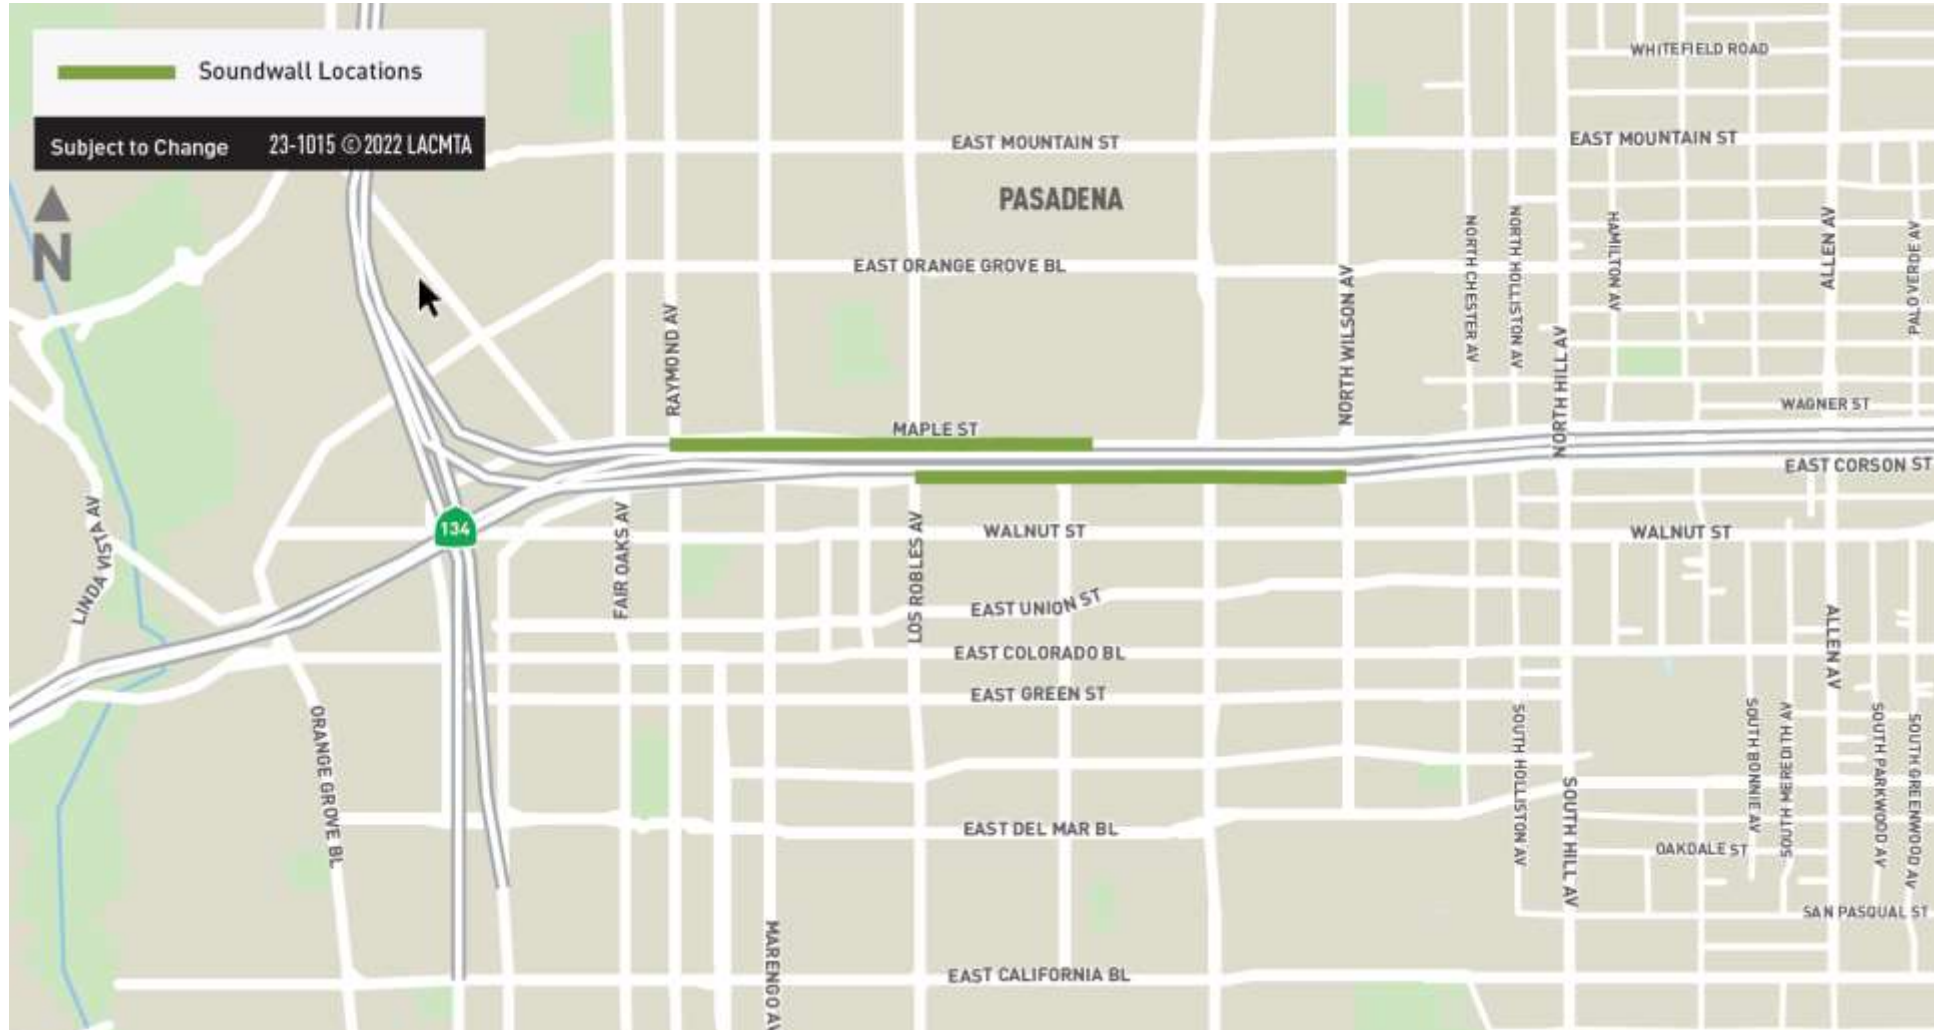 Soundwall Locations
Subject to Change 23-1015 © 2022 LACMTA
N
WHITEFIELD ROAD
EAST MOUNTAIN ST
EAST MOUNTAIN ST
PASADENA
EAST ORANGE GROVE BL
RAYMOND AV
NORTH WILSON AV
NORTH CHESTER AV
NORTH HOLLISTON AV
HAMILTON AV
ALLEN AV
PALO VERDE AV
NORTH HILL AV
WAGNER ST
MAPLE ST
EAST CORSON ST
134
LINDA VISTA AV
FAIR OAKS AV
LOS ROBLES AV
WALNUT ST
WALNUT ST
EAST UNION ST
EAST COLORADO BL
ALLEN AV
EAST GREEN ST
ORANGE GROVE BL
SOUTH HOLLISTON AV
SOUTH HILL AV
SOUTH BONNIE AV
SOUTH MEREDITH AV
SOUTH PARKWOOD AV
SOUTH GREENWOOD AV
EAST DEL MAR BL
OAKDALE ST
SAN PASQUAL ST
MARENGO AV
EAST CALIFORNIA BL